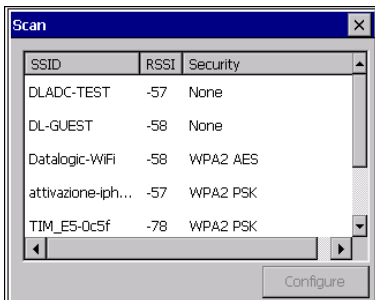 Scan
SSID RSSI Security
DLADC-TEST -57 None
DL-GUEST -58 None
Datalogic-WiFi -58 WPA2 AES
attivazione-iph... -57 WPA2 PSK
TIM_E5-0c5f -78 WPA2 PSK
Configure